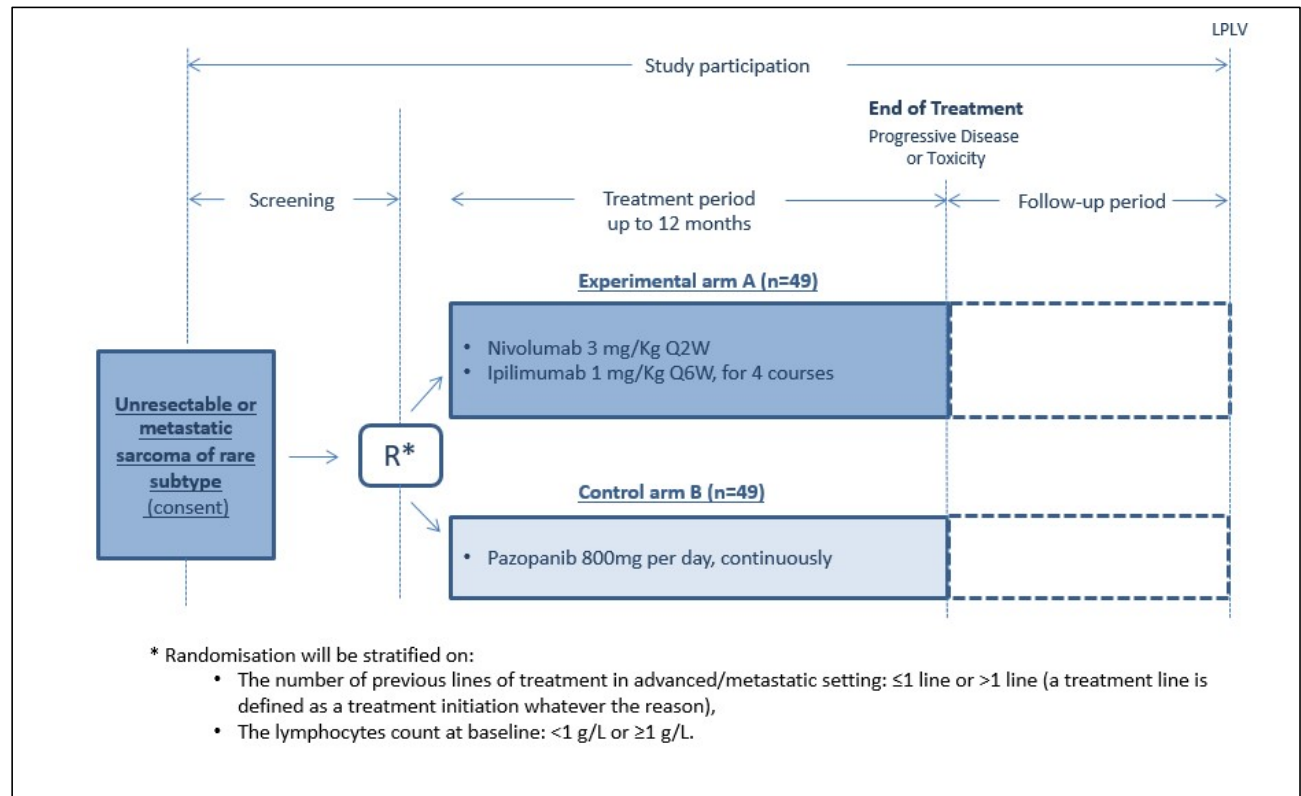 LPLV
Study participation
End of Treatment
Progressive Disease
or Toxicity
Screening
Treatment period
up to 12 months
Follow-up period
Experimental arm A (n=49)
• Nivolumab 3 mg/Kg Q2W
• Ipilimumab 1 mg/Kg Q6W, for 4 courses
Unresectable or
metastatic
sarcoma of rare
subtype
(consent)
R*
Control arm B (n=49)
• Pazopanib 800mg per day, continuously
* Randomisation will be stratified on:
• The number of previous lines of treatment in advanced/metastatic setting: ≤1 line or >1 line (a treatment line is
defined as a treatment initiation whatever the reason),
• The lymphocytes count at baseline: <1 g/L or ≥1 g/L.